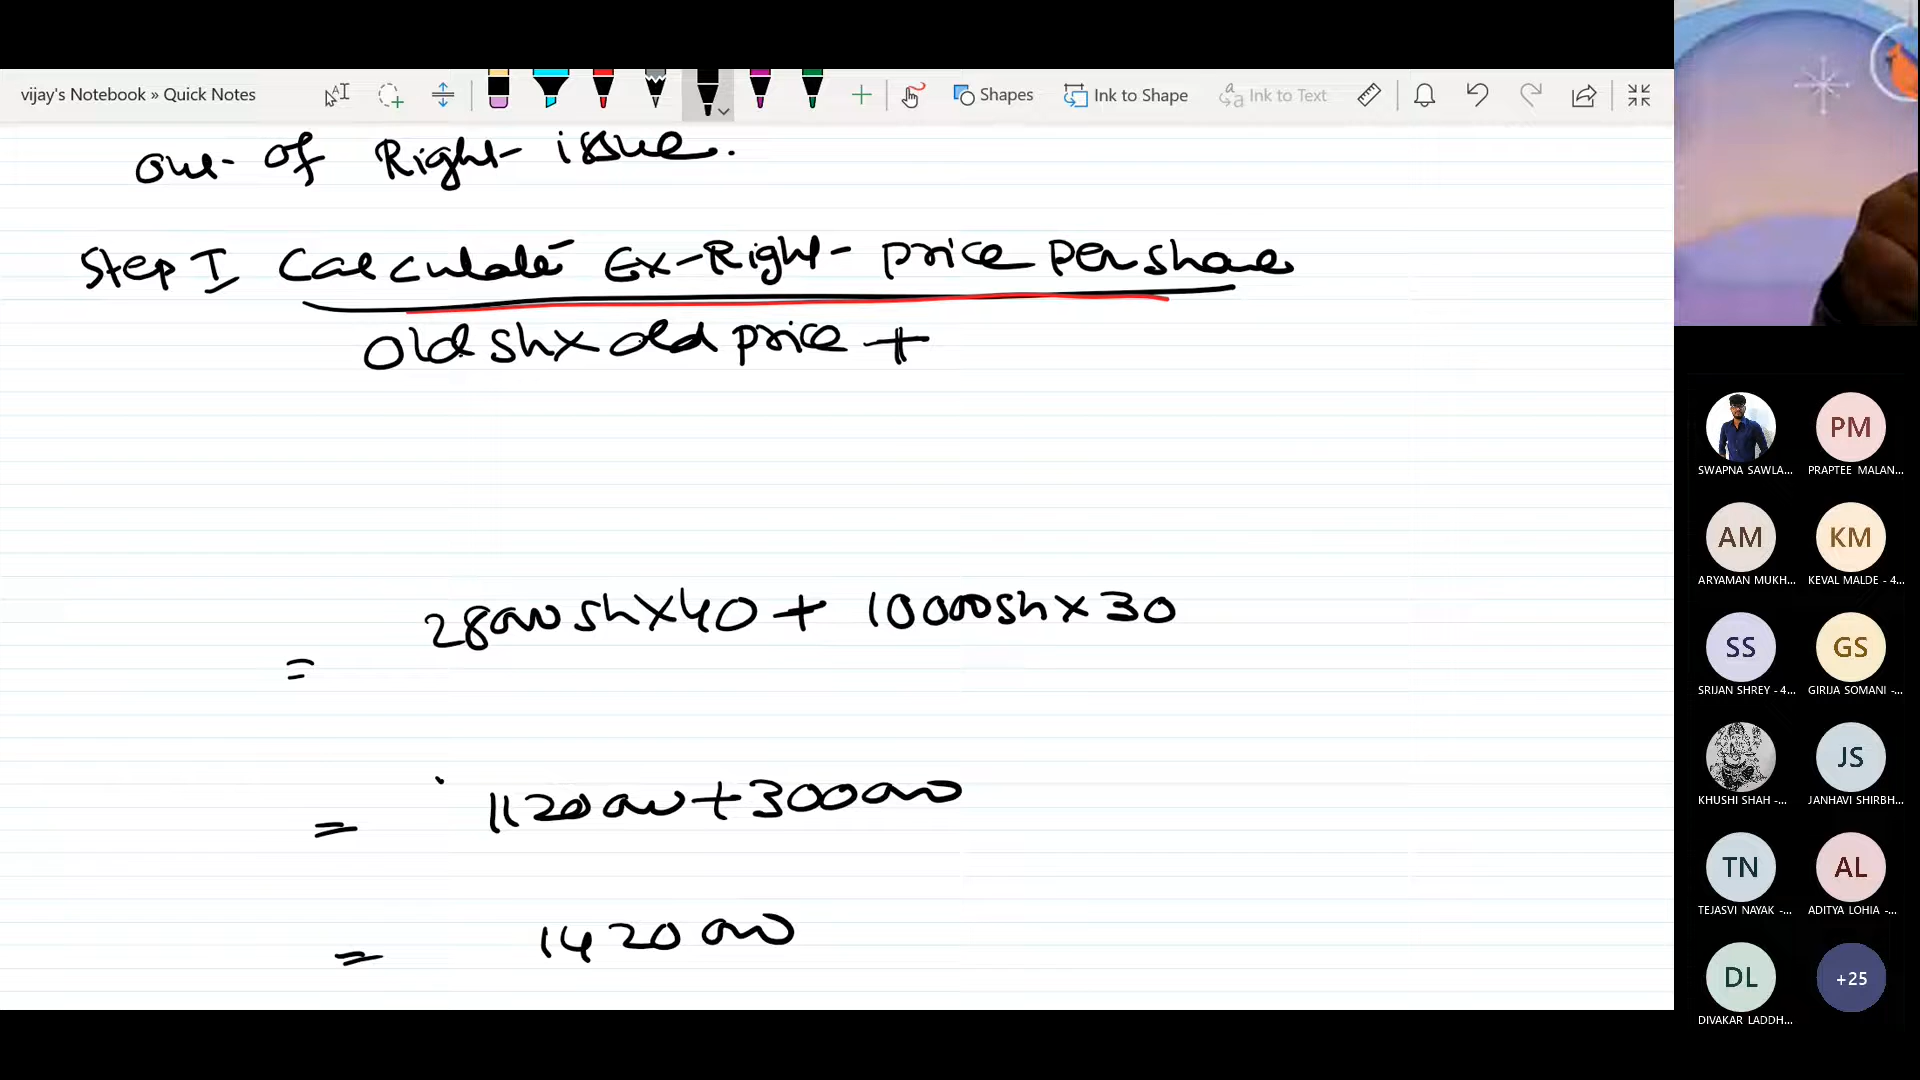 vijay's Notebook » Quick Notes
Shapes
Ink to Shape
Ink to Text
out of Right issue.
Step I Calculate Ex-Right price per share
old sh x old price +
28000 sh x 40 + 10000 sh x 30
=
= 1120000 + 300000
= 1420000
SWAPNA SAWLA...
PM
PRAPTEE MALAN...
AM
ARYAMAN MUKH...
KM
KEVAL MALDE - 4...
SS
SRIJAN SHREY - 4...
GS
GIRIJA SOMANI -...
KHUSHI SHAH -...
JS
JANHAVI SHIRBH...
TN
TEJASVI NAYAK -...
AL
ADITYA LOHIA -...
DL
DIVAKAR LADDH...
+25